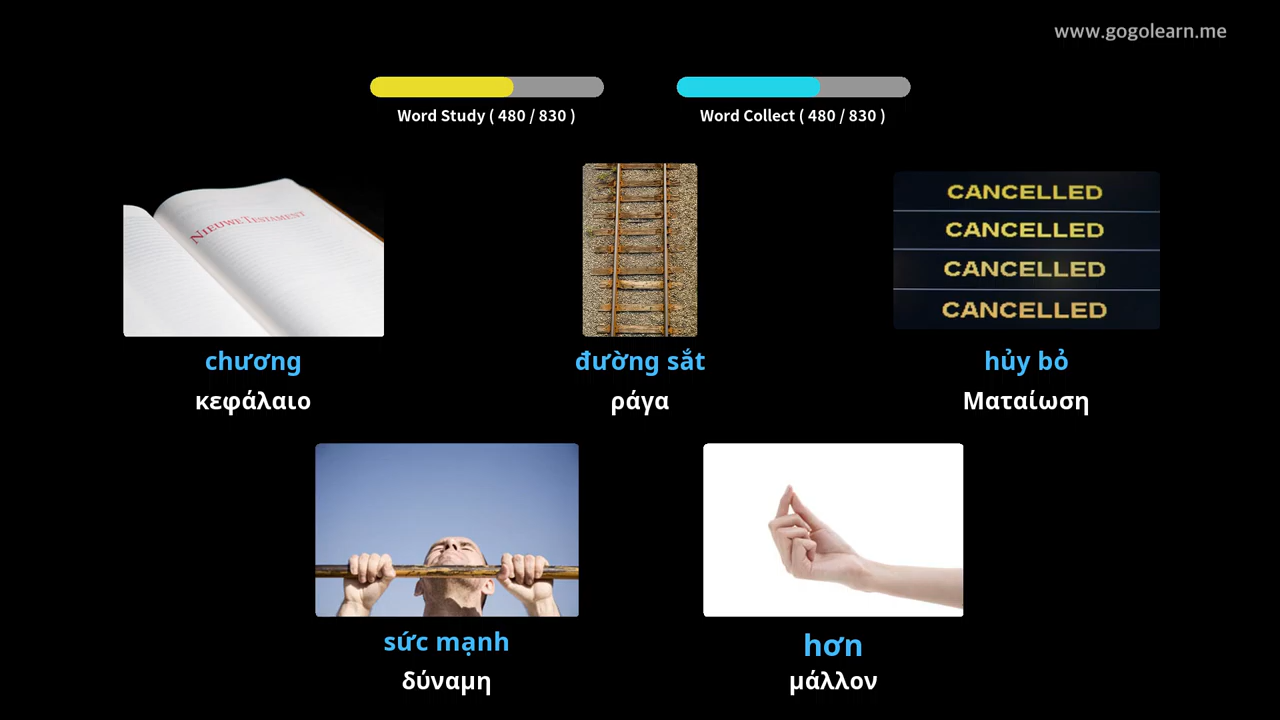 www.gogolearn.me
Word Study ( 480 / 830 )
Word Collect ( 480 / 830 )
NIEUWE TESTAMENT
CANCELLED
CANCELLED
CANCELLED
CANCELLED
chương
κεφάλαιο
đường sắt
ράγα
hủy bỏ
Ματαίωση
sức mạnh
δύναμη
hơn
μάλλον